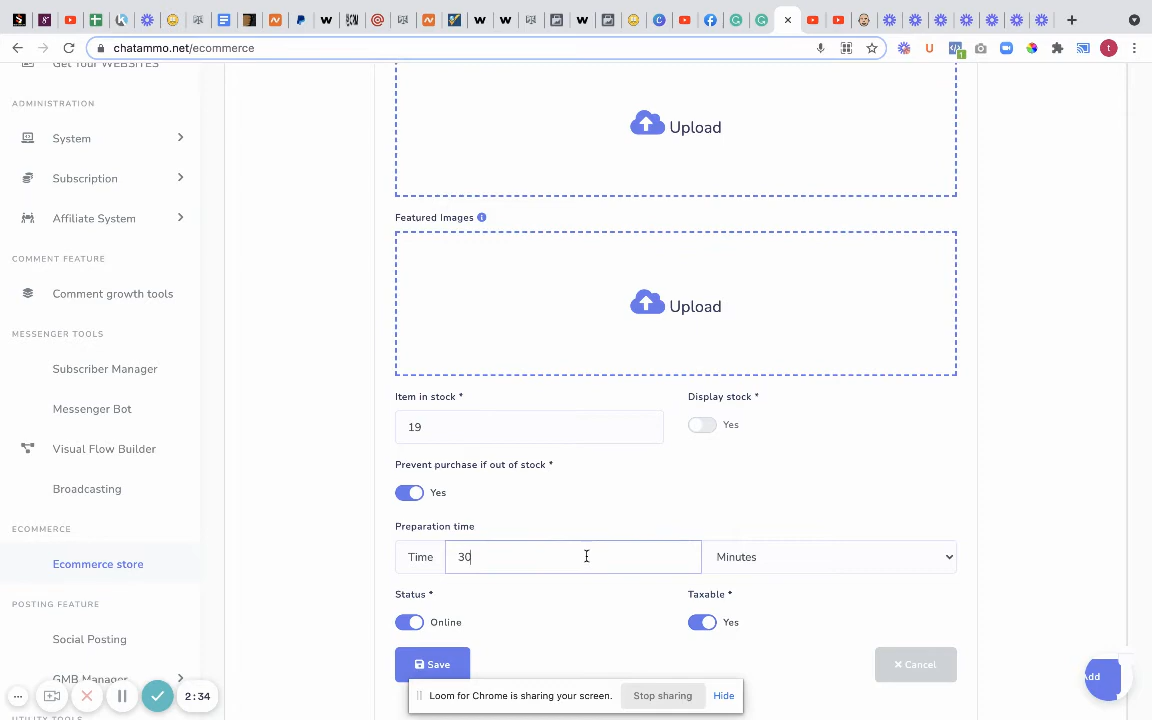 chatammo.net/ecommerce
Get Your WEBSITES
ADMINISTRATION
System
Subscription
Affiliate System
COMMENT FEATURE
Comment growth tools
MESSENGER TOOLS
Subscriber Manager
Messenger Bot
Visual Flow Builder
Broadcasting
ECOMMERCE
Ecommerce store
POSTING FEATURE
Social Posting
GMB Manager
Upload
Featured Images
Upload
Item in stock * Display stock *
19 Yes
Prevent purchase if out of stock *
Yes
Preparation time
Time 30 Minutes
Status * Taxable *
Online Yes
Save Cancel
Add
2:34
Loom for Chrome is sharing your screen. Stop sharing Hide